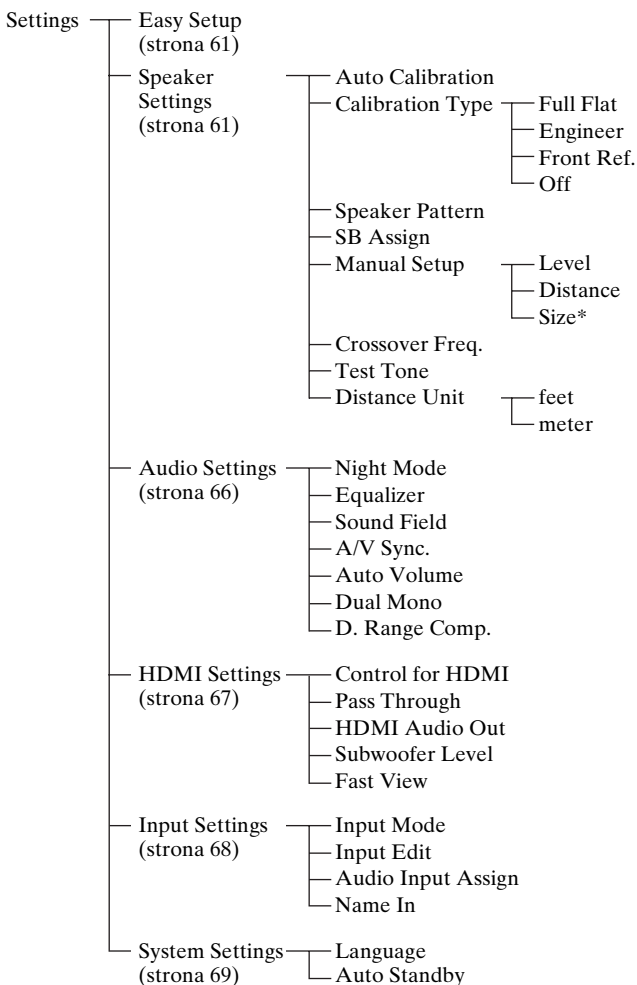 Settings
Easy Setup
(strona 61)
Speaker
Settings
(strona 61)
Auto Calibration
Calibration Type
Full Flat
Engineer
Front Ref.
Off
Speaker Pattern
SB Assign
Manual Setup
Level
Distance
Size*
Crossover Freq.
Test Tone
Distance Unit
feet
meter
Audio Settings
(strona 66)
Night Mode
Equalizer
Sound Field
A/V Sync.
Auto Volume
Dual Mono
D. Range Comp.
HDMI Settings
(strona 67)
Control for HDMI
Pass Through
HDMI Audio Out
Subwoofer Level
Fast View
Input Settings
(strona 68)
Input Mode
Input Edit
Audio Input Assign
Name In
System Settings
(strona 69)
Language
Auto Standby